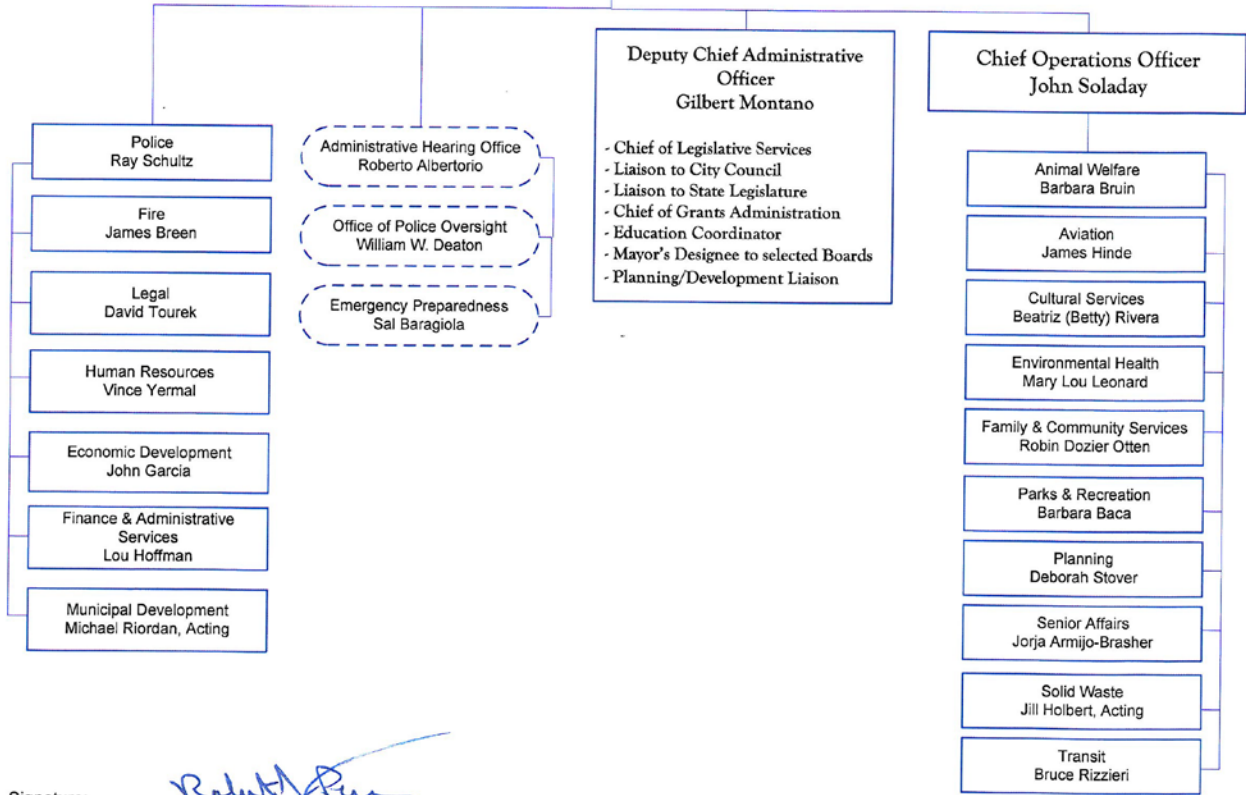 Police
Ray Schultz
Fire
James Breen
Legal
David Tourek
Human Resources
Vince Yermal
Economic Development
John Garcia
Finance & Administrative
Services
Lou Hoffman
Municipal Development
Michael Riordan, Acting
Administrative Hearing Office
Roberto Albertorio
Office of Police Oversight
William W. Deaton
Emergency Preparedness
Sal Baragiola
Deputy Chief Administrative
Officer
Gilbert Montano
- Chief of Legislative Services
- Liaison to City Council
- Liaison to State Legislature
- Chief of Grants Administration
- Education Coordinator
- Mayor's Designee to selected Boards
- Planning/Development Liaison
Chief Operations Officer
John Soladay
Animal Welfare
Barbara Bruin
Aviation
James Hinde
Cultural Services
Beatriz (Betty) Rivera
Environmental Health
Mary Lou Leonard
Family & Community Services
Robin Dozier Otten
Parks & Recreation
Barbara Baca
Planning
Deborah Stover
Senior Affairs
Jorja Armijo-Brasher
Solid Waste
Jill Holbert, Acting
Transit
Bruce Rizzieri